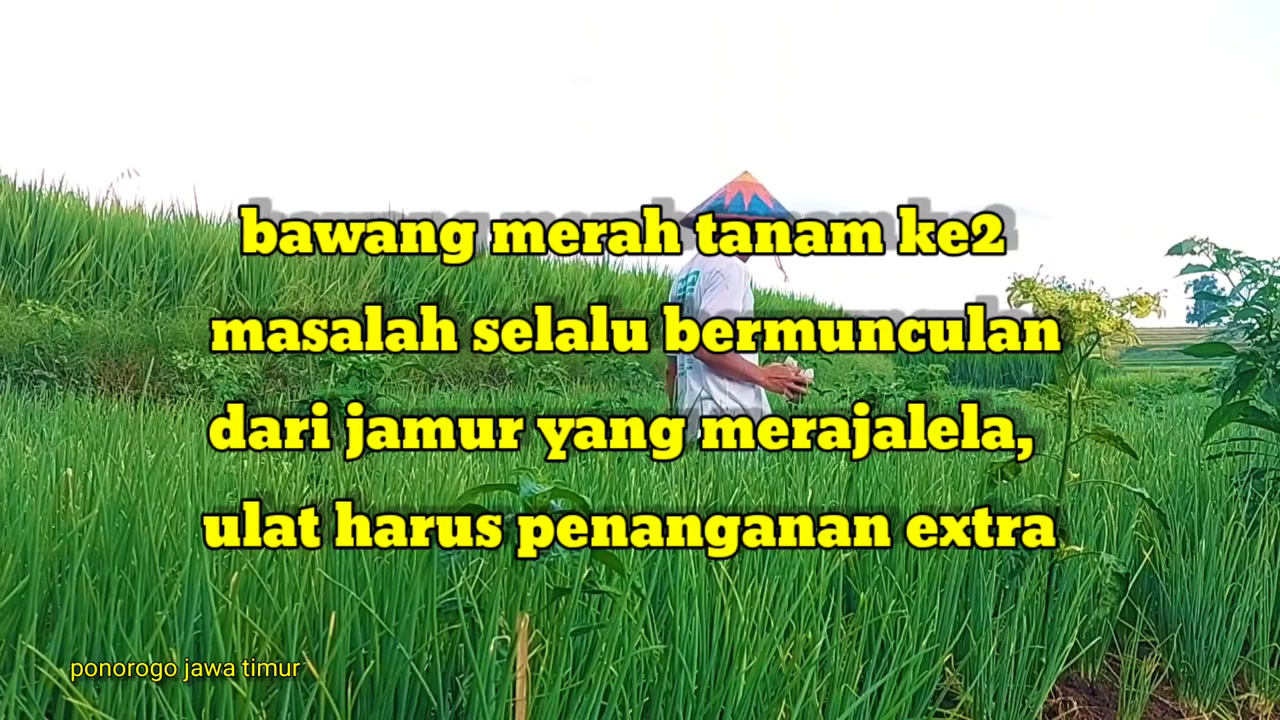 bawang merah tanam ke2
masalah selalu bermunculan
dari jamur yang merajalela,
ulat harus penanganan extra
ponorogo jawa timur